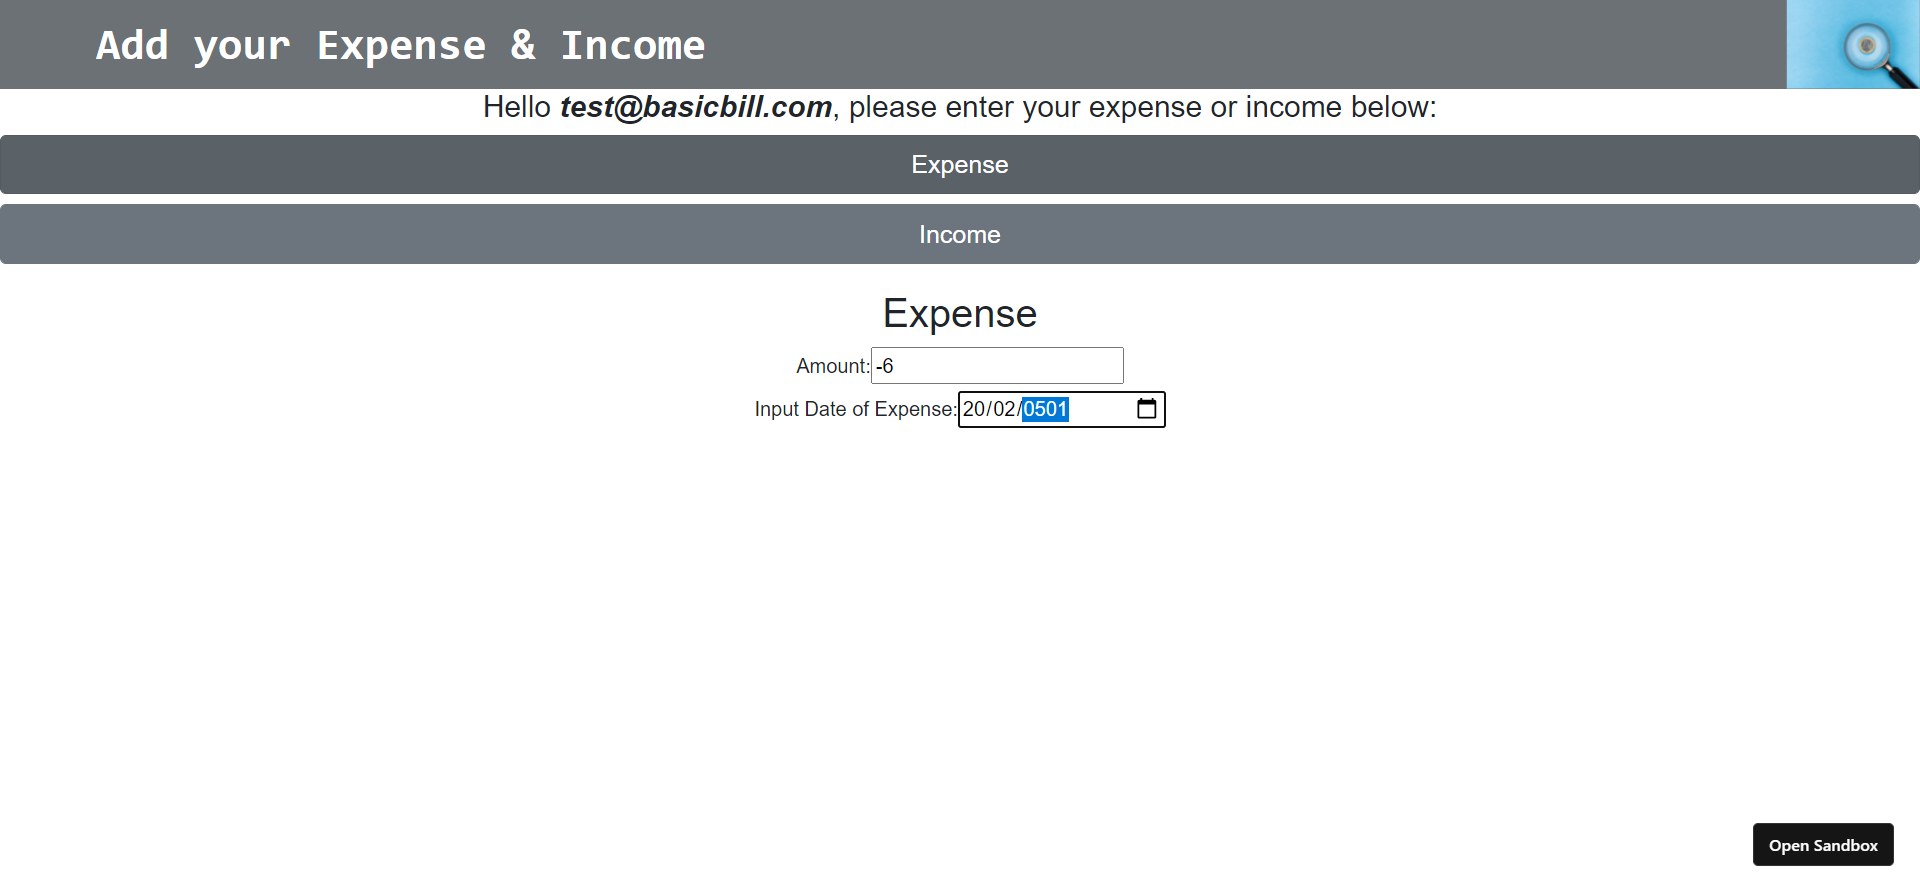 Add your Expense & Income
Hello test@basicbill.com, please enter your expense or income below:
Expense
Income
Expense
Amount: -6
Input Date of Expense: 20/02/0501
Open Sandbox